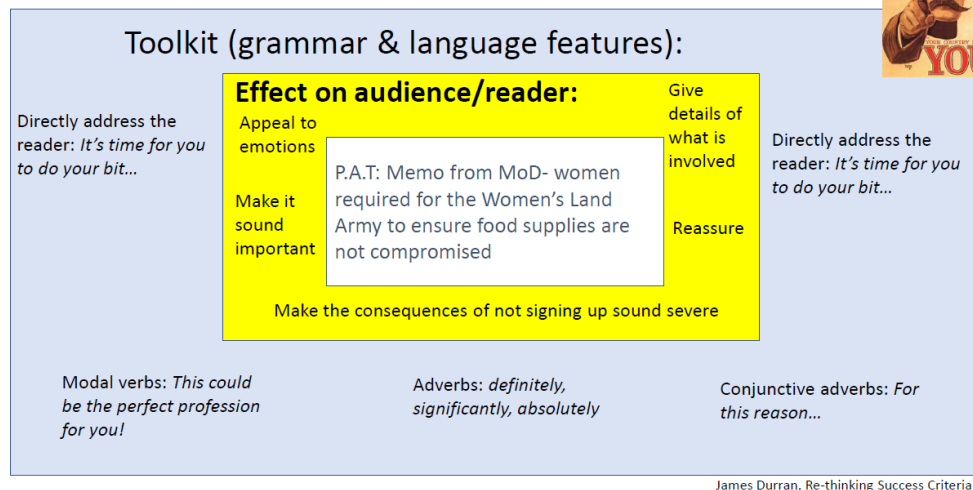 Toolkit (grammar & language features):
YOUR COUNTRY
YOU
Directly address the
reader: It's time for you
to do your bit...
Effect on audience/reader:
Appeal to
emotions
Make it
sound
important
P.A.T: Memo from MoD- women
required for the Women's Land
Army to ensure food supplies are
not compromised
Give
details of
what is
involved
Reassure
Make the consequences of not signing up sound severe
Directly address the
reader: It's time for you
to do your bit...
Modal verbs: This could
be the perfect profession
for you!
Adverbs: definitely,
significantly, absolutely
Conjunctive adverbs: For
this reason...
James Durran, Re-thinking Success Criteria